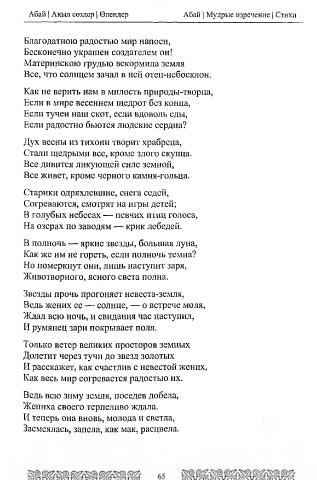 Абай | Ақыл сөздер | Өлеңдер Абай | Мудрые изречение | Стихи
Благодатною радостью мир напоен,
Бесконечно украшен создателем он!
Материнскою грудью вскормила земля
Все, что солнцем зачал в ней отец-небосклон.
Как не верить нам в милость природы-творца,
Если в мире весеннем щедрот без конца,
Если тучен наш скот, если вдоволь еды,
Если радостно бьются людские сердца?
Дух весны из тихони творит храбреца,
Стали щедрыми все, кроме злого скупца.
Все дивится ликующей силе земной,
Все живет, кроме черного камня-гольца.
Старики одряхлевшие, снега седей,
Согреваются, смотрят на игры детей;
В голубых небесах — певчих птиц голоса,
На озерах по заводям — крик лебедей.
В полночь — яркие звезды, большая луна,
Как же им не гореть, если полночь темна?
Но померкнут они, лишь наступит заря,
Животворного, ясного света полна.
Звезды прочь прогоняет невеста-земля,
Ведь жених ее — солнце, — о встрече моля,
Ждал всю ночь, и свидания час наступил,
И румянец зари покрывает поля.
Только ветер великих просторов земных
Долетит через тучи до звезд золотых
И расскажет, как счастлив с невестой жених,
Как весь мир согревается радостью их.
Ведь всю зиму земля, поседев добела,
Жениха своего терпеливо ждала.
И теперь она вновь, молода и светла,
Засмеялась, запела, как мак, расцвела.
65